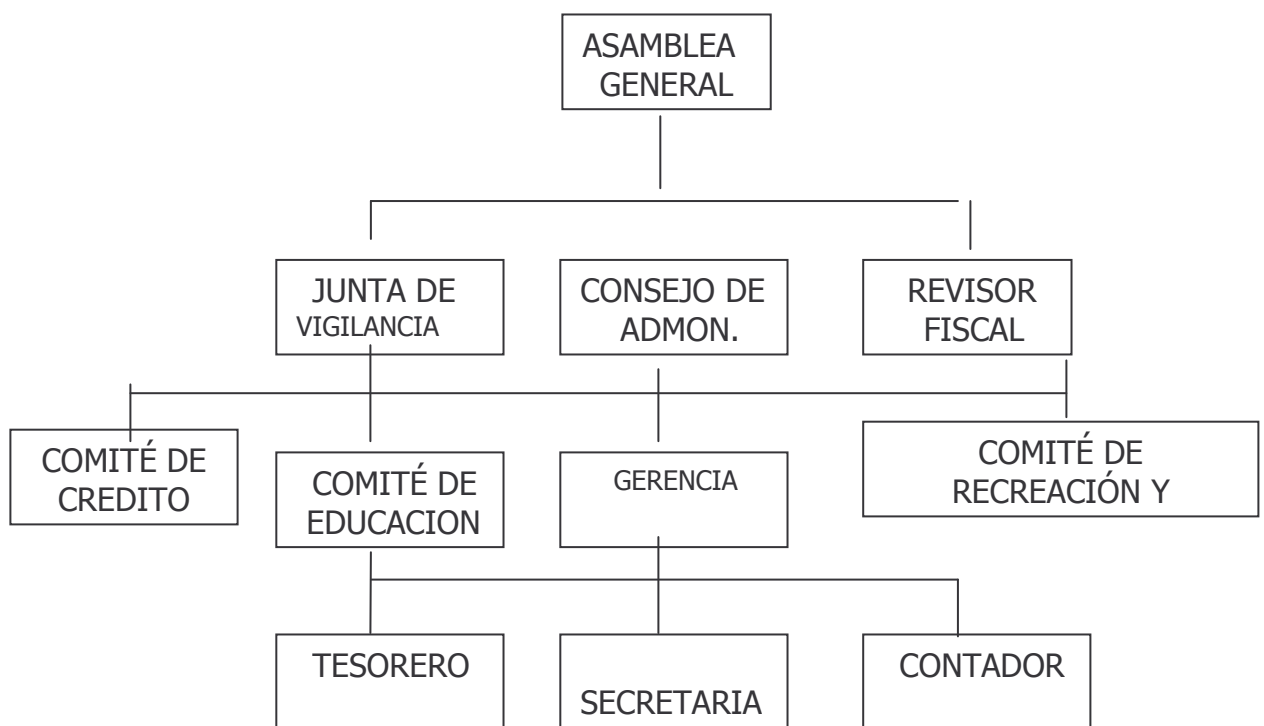 ASAMBLEA
GENERAL
JUNTA DE
VIGILANCIA
CONSEJO DE
ADMON.
REVISOR
FISCAL
COMITÉ DE
CREDITO
COMITÉ DE
EDUCACION
GERENCIA
COMITÉ DE
RECREACIÓN Y
TESORERO
SECRETARIA
CONTADOR